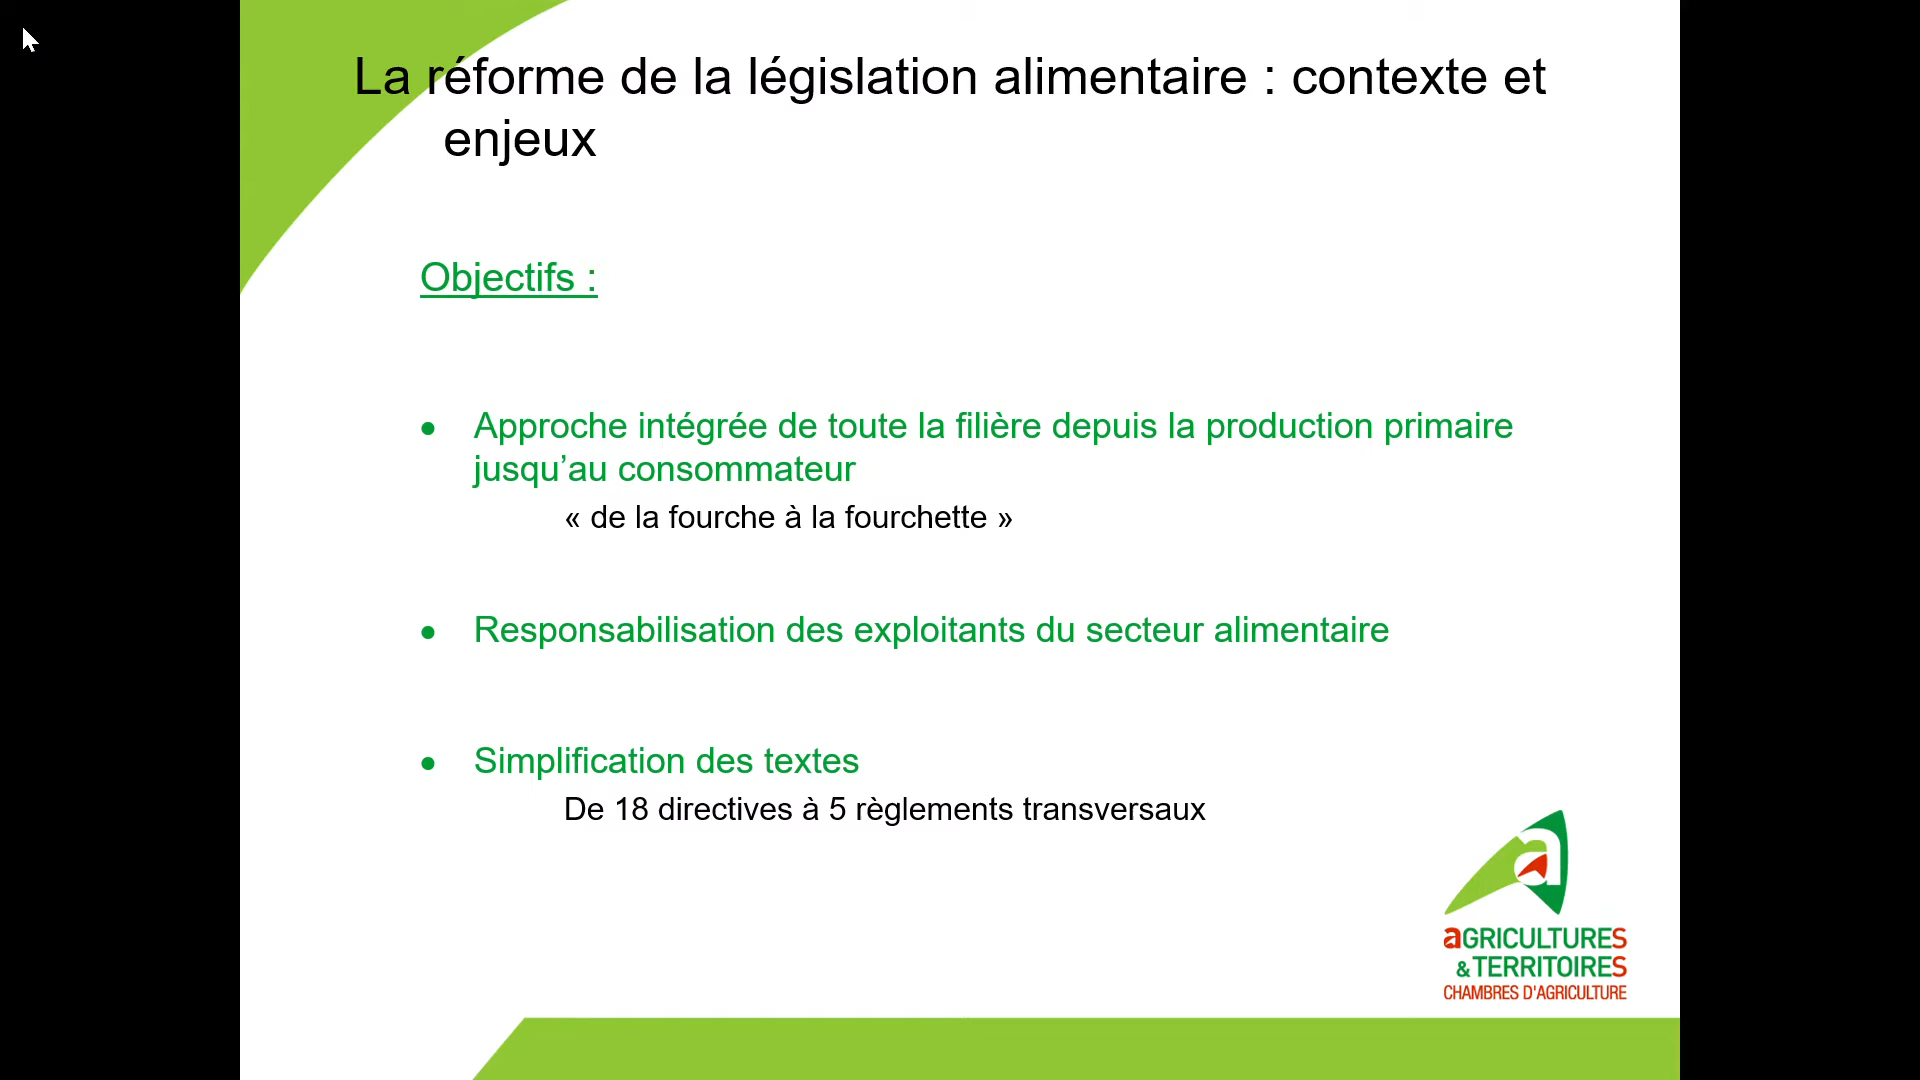 La réforme de la législation alimentaire : contexte et
enjeux
Objectifs :
• Approche intégrée de toute la filière depuis la production primaire
jusqu’au consommateur
« de la fourche à la fourchette »
• Responsabilisation des exploitants du secteur alimentaire
• Simplification des textes
De 18 directives à 5 règlements transversaux
a
aGRICULTURES
& TERRITOIRES
CHAMBRES D'AGRICULTURE